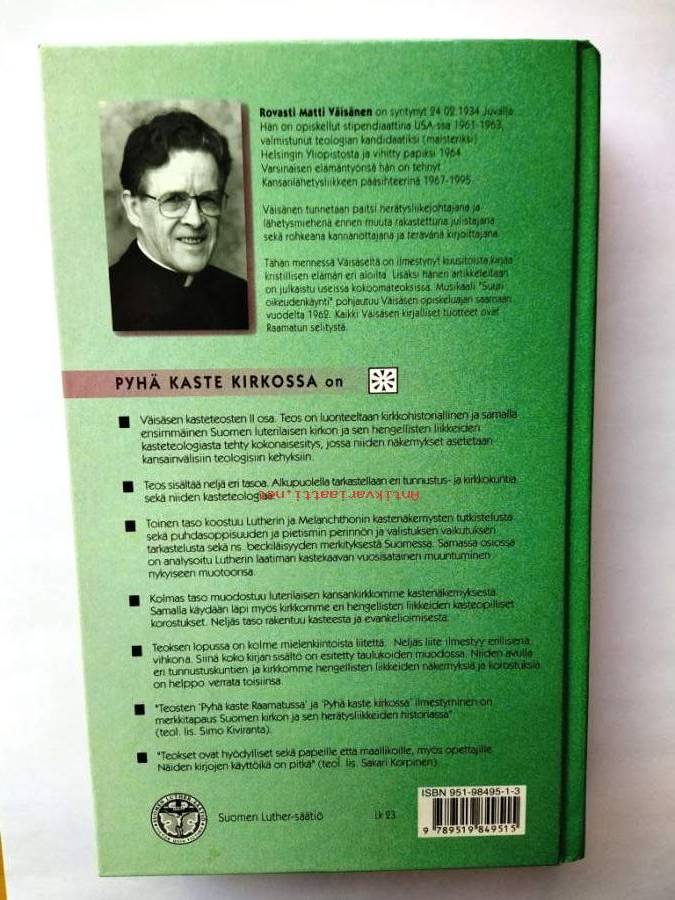 Rovasti Matti Väisänen on syntynyt 24.02.1934 Juvalla.
Hän on opiskellut stipendiaattina USA:ssa 1961-1963,
valmistunut teologian kandidaatiksi (maisteriksi)
Helsingin Yliopistosta ja vihitty papiksi 1964.
Varsinaisen elämäntyönsä hän on tehnyt
Kansanlähetysliikkeen pääsihteerinä 1967-1995.
Väisänen tunnetaan paitsi herätysliikejohtajana ja
lähetysmiehenä ennen muuta rakastettuna julistajana
sekä rohkeana kannanottajana ja terävänä kirjoittajana.
Tähän mennessä Väisäseltä on ilmestynyt kuusitoista kirjaa
kristillisen elämän eri aloilta. Lisäksi hänen artikkeleitaan
on julkaistu useissa kokoomateoksissa. Musikaali "Suuri
oikeudenkäynti" pohjautuu Väisäsen opiskeluajan saarnaan
vuodelta 1962. Kaikki Väisäsen kirjalliset tuotteet ovat
Raamatun selitystä.
PYHÄ KASTE KIRKOSSA on
Väisäsen kasteteosten II osa. Teos on luonteeltaan kirkkohistoriallinen ja samalla
ensimmäinen Suomen luterilaisen kirkon ja sen hengellisten liikkeiden
kasteteologiasta tehty kokonaisesitys, jossa niiden näkemykset asetetaan
kansainvälisiin teologisiin kehyksiin.
Teos sisältää neljä eri tasoa. Alkupuolella tarkastellaan eri tunnustus- ja kirkkokuntia
sekä niiden kasteteologiaa.
Antikvariaatti.net
Toinen taso koostuu Lutherin ja Melanchthonin kastenäkemysten tutkistelusta
sekä puhdasoppisuuden ja pietismin perinnön ja valistuksen vaikutuksen
tarkastelusta sekä ns. beckiläisyyden merkityksestä Suomessa. Samassa osiossa
on analysoitu Lutherin laatiman kastekaavan vuosisatainen muuntuminen
nykyiseen muotoonsa.
Kolmas taso muodostuu luterilaisen kansankirkkomme kastenäkemyksestä.
Samalla käydään läpi myös kirkkomme eri hengellisten liikkeiden kasteopilliset
korostukset. Neljäs taso rakentuu kasteesta ja evankelioimisesta.
Teoksen lopussa on kolme mielenkiintoista liitettä. Neljäs liite ilmestyy erillisenä
vihkona. Siinä koko kirjan sisältö on esitetty taulukoiden muodossa. Niiden avulla
eri tunnustuskuntien ja kirkkomme hengellisten liikkeiden näkemyksiä ja korostuksia
on helppo verrata toisiinsa.
"Teosten 'Pyhä kaste Raamatussa' ja 'Pyhä kaste kirkossa' ilmestyminen on
merkkitapaus Suomen kirkon ja sen herätysliikkeiden historiassa"
(teol. lis. Simo Kiviranta).
"Teokset ovat hyödylliset sekä papeille että maallikoille, myös opettajille.
Näiden kirjojen käyttöikä on pitkä" (teol. lis. Sakari Korpinen).
Suomen Luther-säätiö
Lk 23
ISBN 951-98495-1-3
9 789519 849515